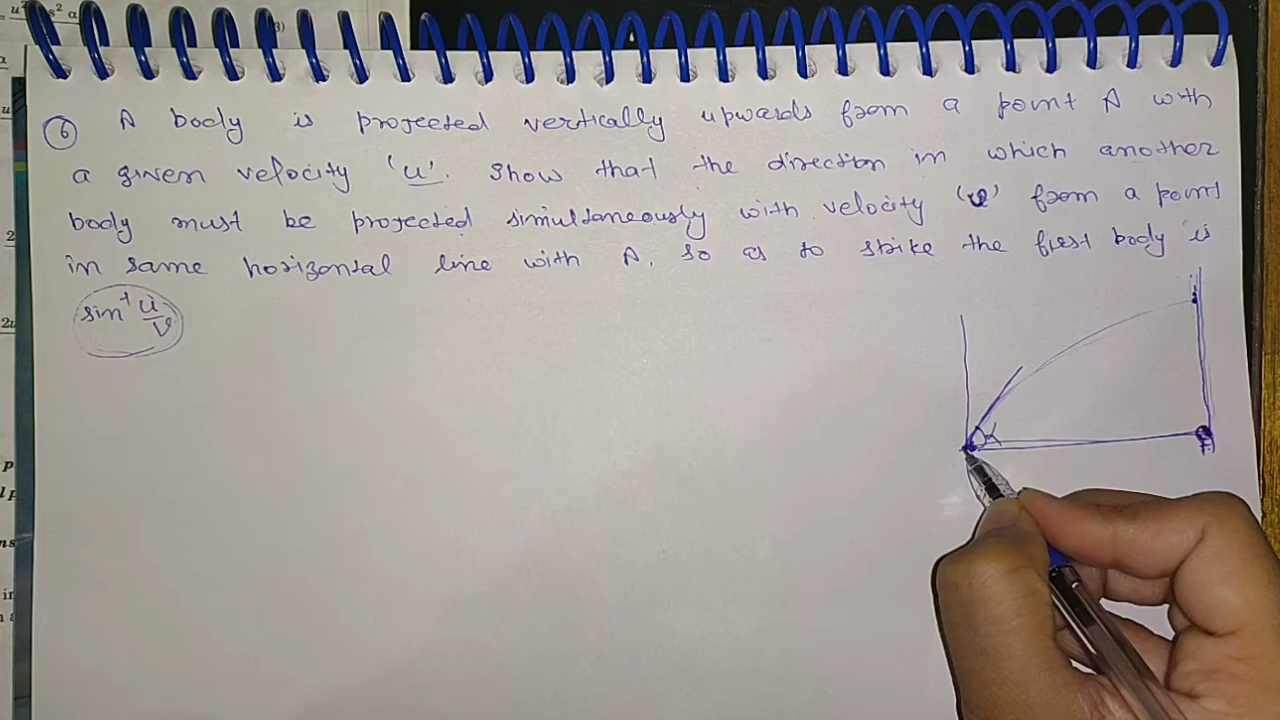 ⑥ A body is projected vertically upwards from a point A with
a given velocity 'u'. Show that the direction in which another
body must be projected simultaneously with velocity 'v' from a point
in same horizontal line with A. so as to strike the first body is
sin⁻¹ u/v
α